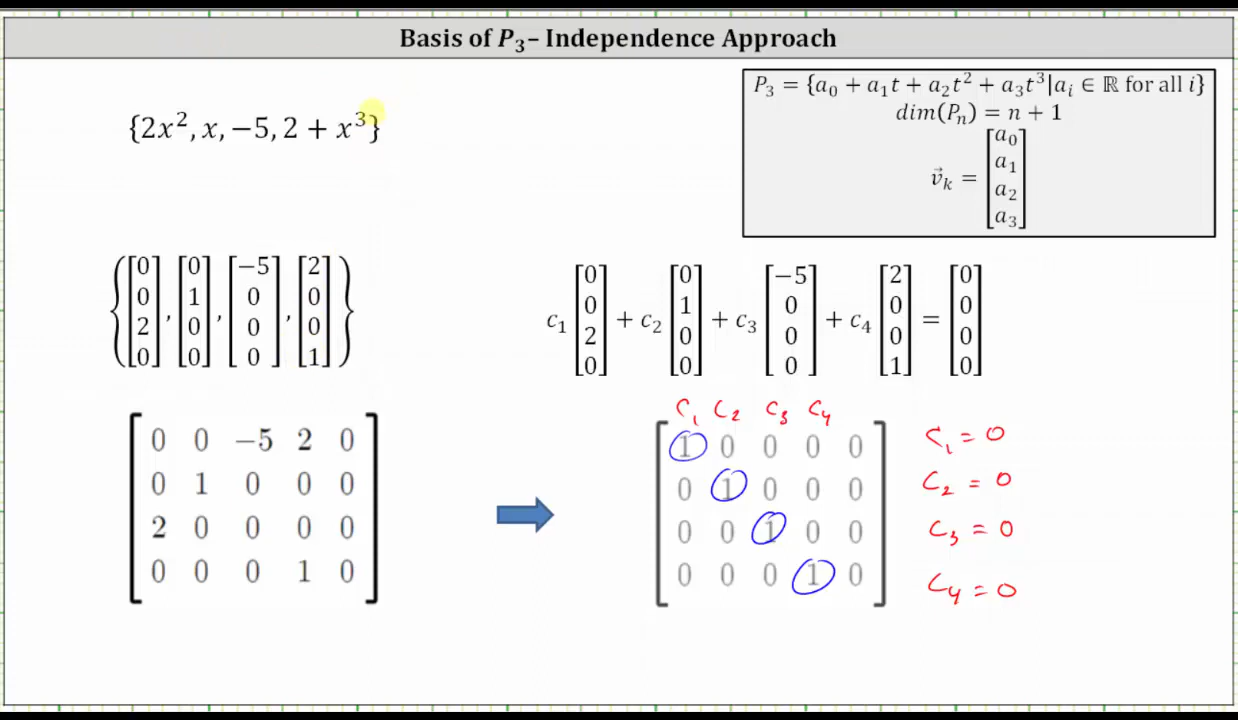 Basis of P₃– Independence Approach
{2x², x, −5, 2 + x³}
P₃ = {a₀ + a₁t + a₂t² + a₃t³|aᵢ ∈ ℝ for all i}
dim(Pₙ) = n + 1
v⃗ₖ = [a₀ a₁ a₂ a₃]
{[0 0 2 0], [0 1 0 0], [−5 0 0 0], [2 0 0 1]}
c₁ [0 0 2 0] + c₂ [0 1 0 0] + c₃ [−5 0 0 0] + c₄ [2 0 0 1] = [0 0 0 0]
0 0 −5 2 0
0 1 0 0 0
2 0 0 0 0
0 0 0 1 0
c₁ c₂ c₃ c₄
1 0 0 0 0
0 1 0 0 0
0 0 1 0 0
0 0 0 1 0
c₁ = 0
c₂ = 0
c₃ = 0
c₄ = 0